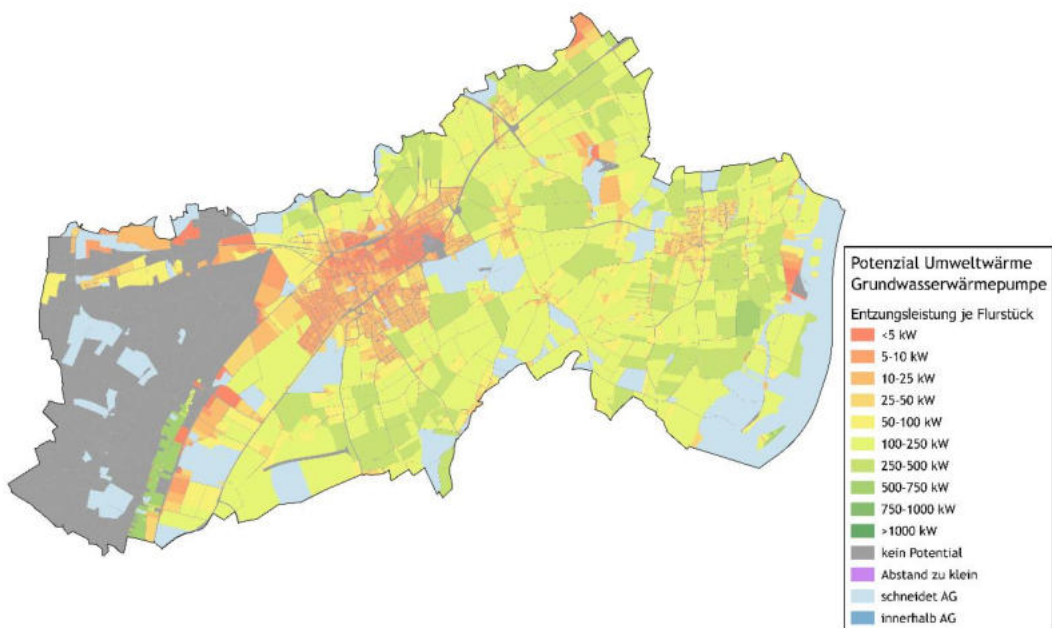 Potenzial Umweltwärme
Grundwasserwärmepumpe
Entzungsleistung je Flurstück
<5 kW
5-10 kW
10-25 kW
25-50 kW
50-100 kW
100-250 kW
250-500 kW
500-750 kW
750-1000 kW
>1000 kW
kein Potential
Abstand zu klein
schneidet AG
innerhalb AG